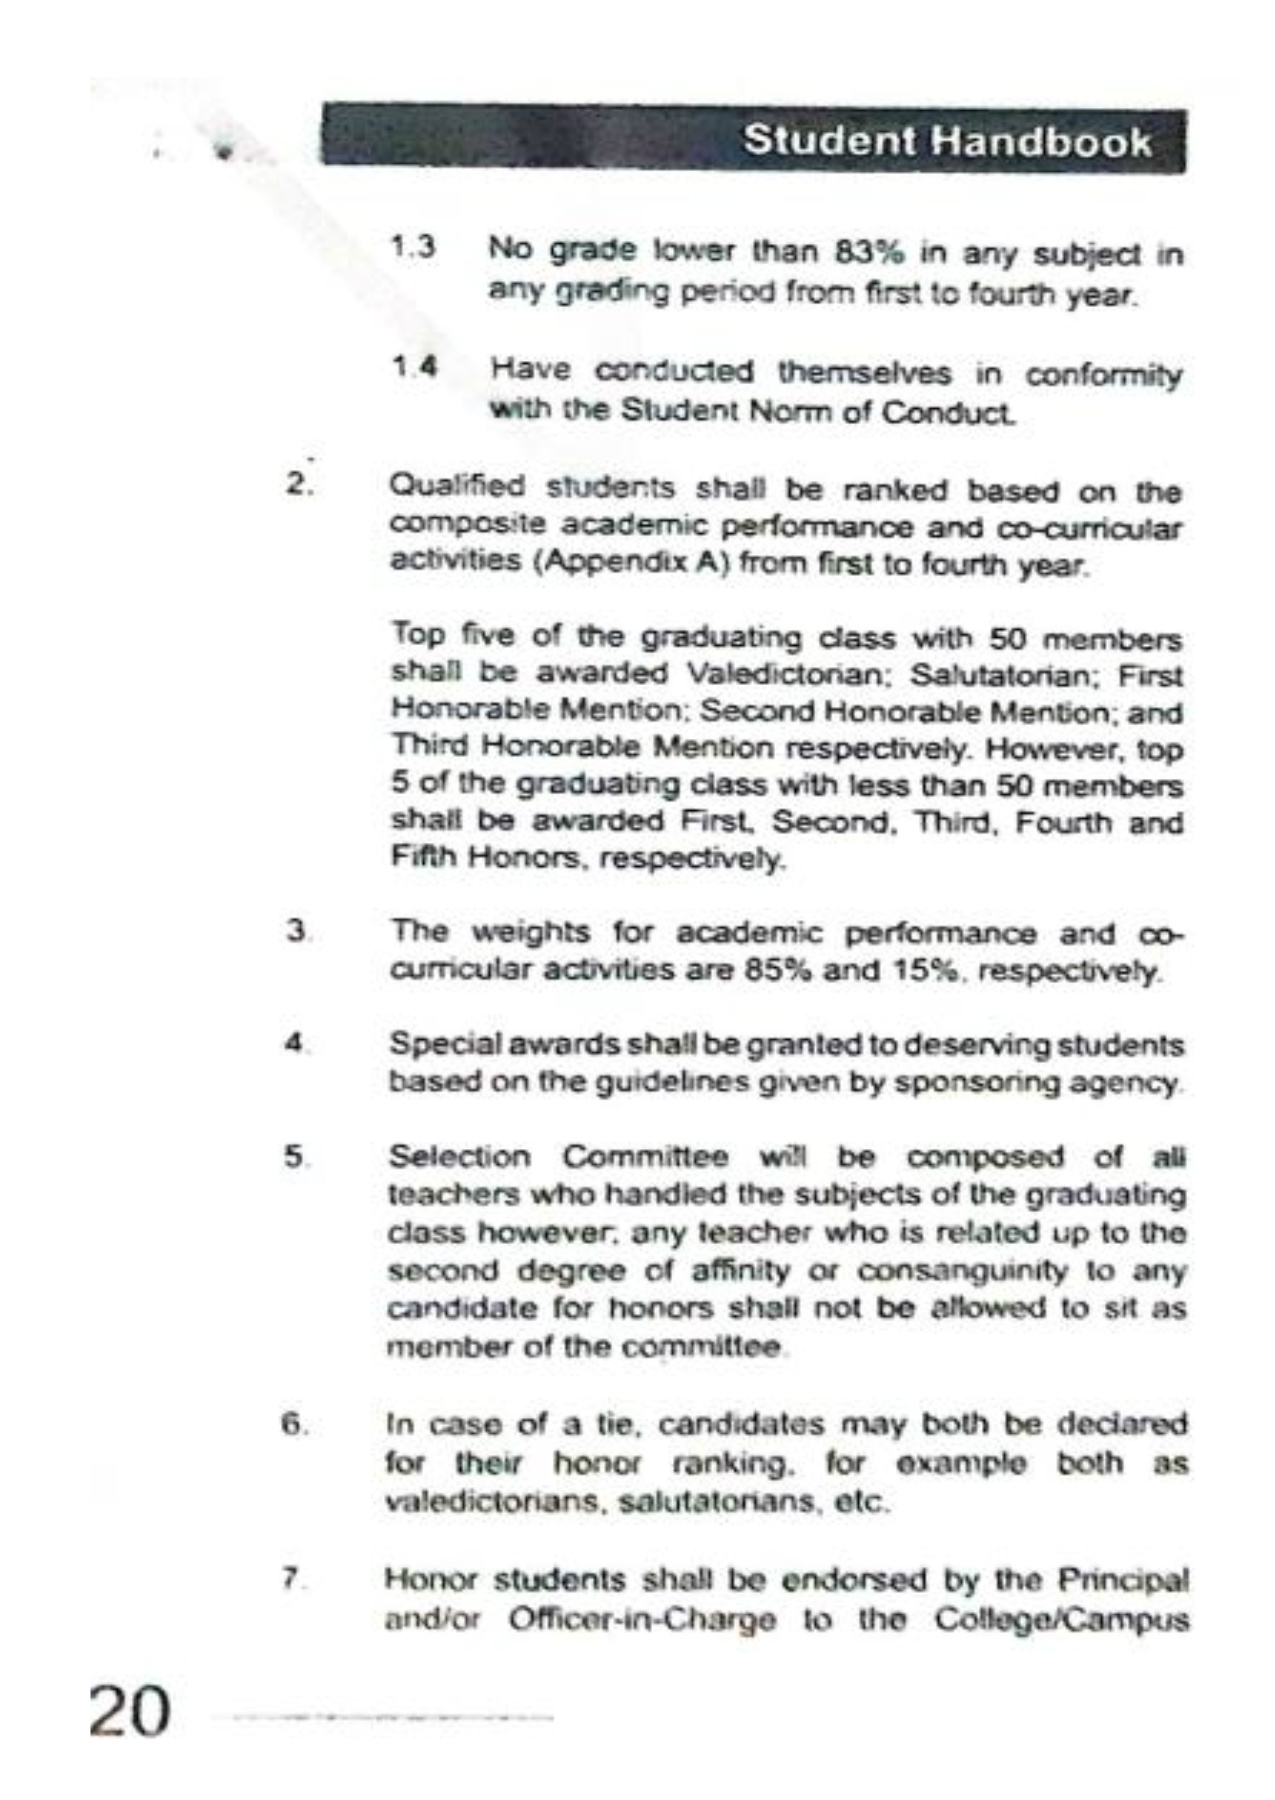 Student Handbook
1.3 No grade lower than 83% in any subject in
any grading period from first to fourth year.
1.4 Have conducted themselves in conformity
with the Student Norm of Conduct.
2. Qualified students shall be ranked based on the
composite academic performance and co-curricular
activities (Appendix A) from first to fourth year.
Top five of the graduating class with 50 members
shall be awarded Valedictorian; Salutatorian; First
Honorable Mention; Second Honorable Mention; and
Third Honorable Mention respectively. However, top
5 of the graduating class with less than 50 members
shall be awarded First, Second, Third, Fourth and
Fifth Honors, respectively.
3. The weights for academic performance and co-
curricular activities are 85% and 15%, respectively.
4. Special awards shall be granted to deserving students
based on the guidelines given by sponsoring agency.
5. Selection Committee will be composed of all
teachers who handled the subjects of the graduating
class however; any teacher who is related up to the
second degree of affinity or consanguinity to any
candidate for honors shall not be allowed to sit as
member of the committee.
6. In case of a tie, candidates may both be declared
for their honor ranking, for example both as
valedictorians, salutatorians, etc.
7. Honor students shall be endorsed by the Principal
and/or Officer-in-Charge to the College/Campus
20